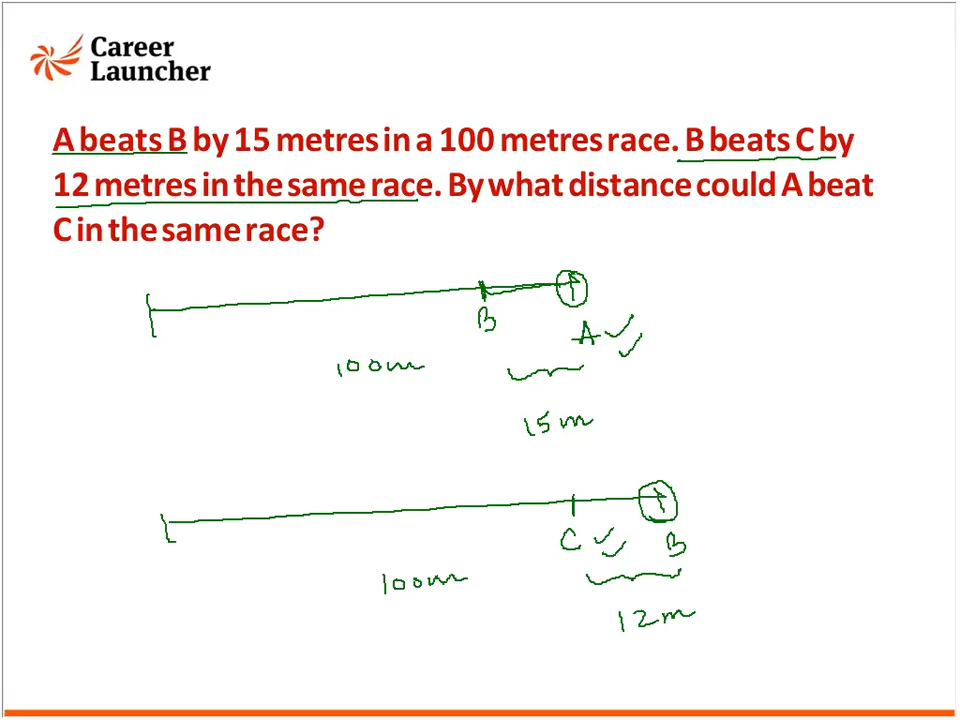 Career
Launcher
A beats B by 15 metres in a 100 metres race. B beats C by
12 metres in the same race. By what distance could A beat
C in the same race?
B
A
100m
15m
C
B
100m
12m